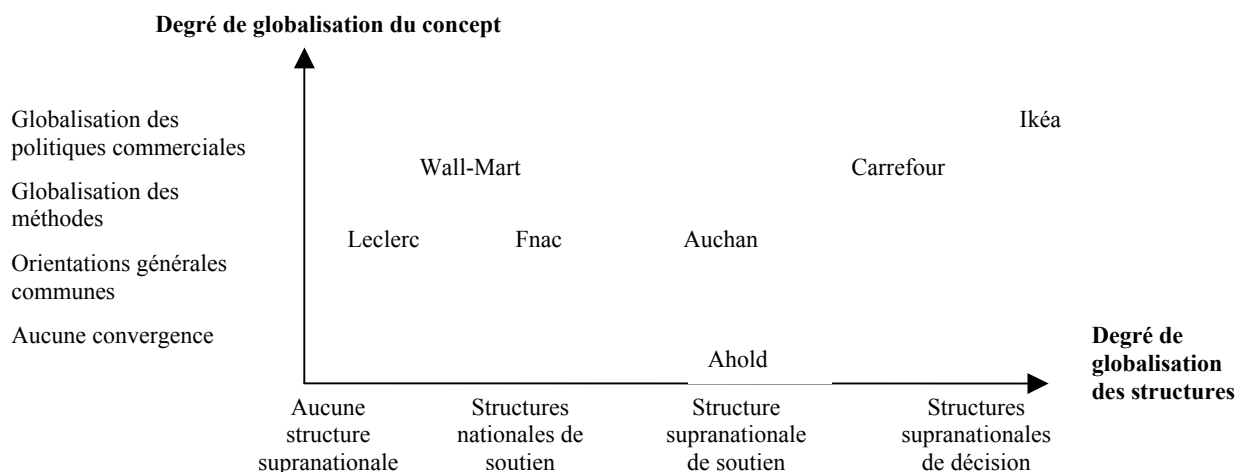 Degré de globalisation du concept
Globalisation des
politiques commerciales
Ikéa
Wall-Mart
Carrefour
Globalisation des
méthodes
Leclerc
Fnac
Auchan
Orientations générales
communes
Aucune convergence
Ahold
Degré de
globalisation
des structures
Aucune
structure
supranationale
Structures
nationales de
soutien
Structure
supranationale
de soutien
Structures
supranationales
de décision